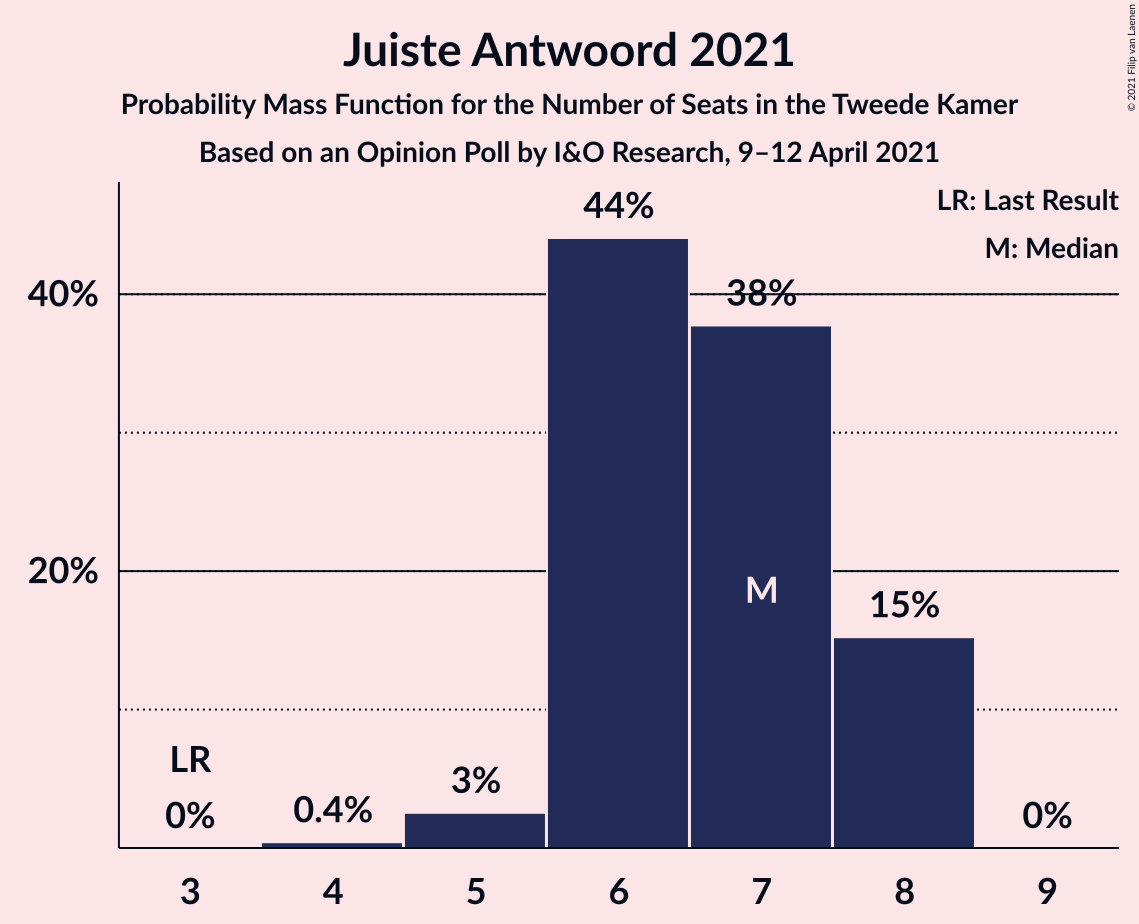 Juiste Antwoord 2021
Probability Mass Function for the Number of Seats in the Tweede Kamer
Based on an Opinion Poll by I&O Research, 9–12 April 2021
© 2021 Filip van Laenen
LR: Last Result
M: Median
44%
40%
38%
20%
M
15%
LR
0%
0.4%
3%
0%
3
4
5
6
7
8
9